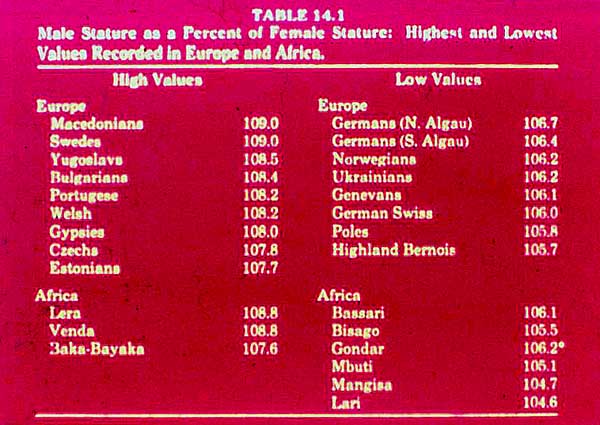 TABLE 14.1
Male Stature as a Percent of Female Stature: Highest and Lowest
Values Recorded in Europe and Africa.
High Values Low Values
Europe Europe
Macedonians 109.0 Germans (N. Algau) 106.7
Swedes 109.0 Germans (S. Algau) 106.4
Yugoslavs 108.5 Norwegians 106.2
Bulgarians 108.4 Ukrainians 106.2
Portugese 108.2 Genevans 106.1
Welsh 108.2 German Swiss 106.0
Gypsies 108.0 Poles 105.8
Czechs 107.8 Highland Bernois 105.7
Estonians 107.7
Africa Africa
Lera 108.8 Bassari 106.1
Venda 108.8 Bisago 105.5
Baka-Bayaka 107.6 Gondar 106.2*
Mbuti 105.1
Mangisa 104.7
Lari 104.6